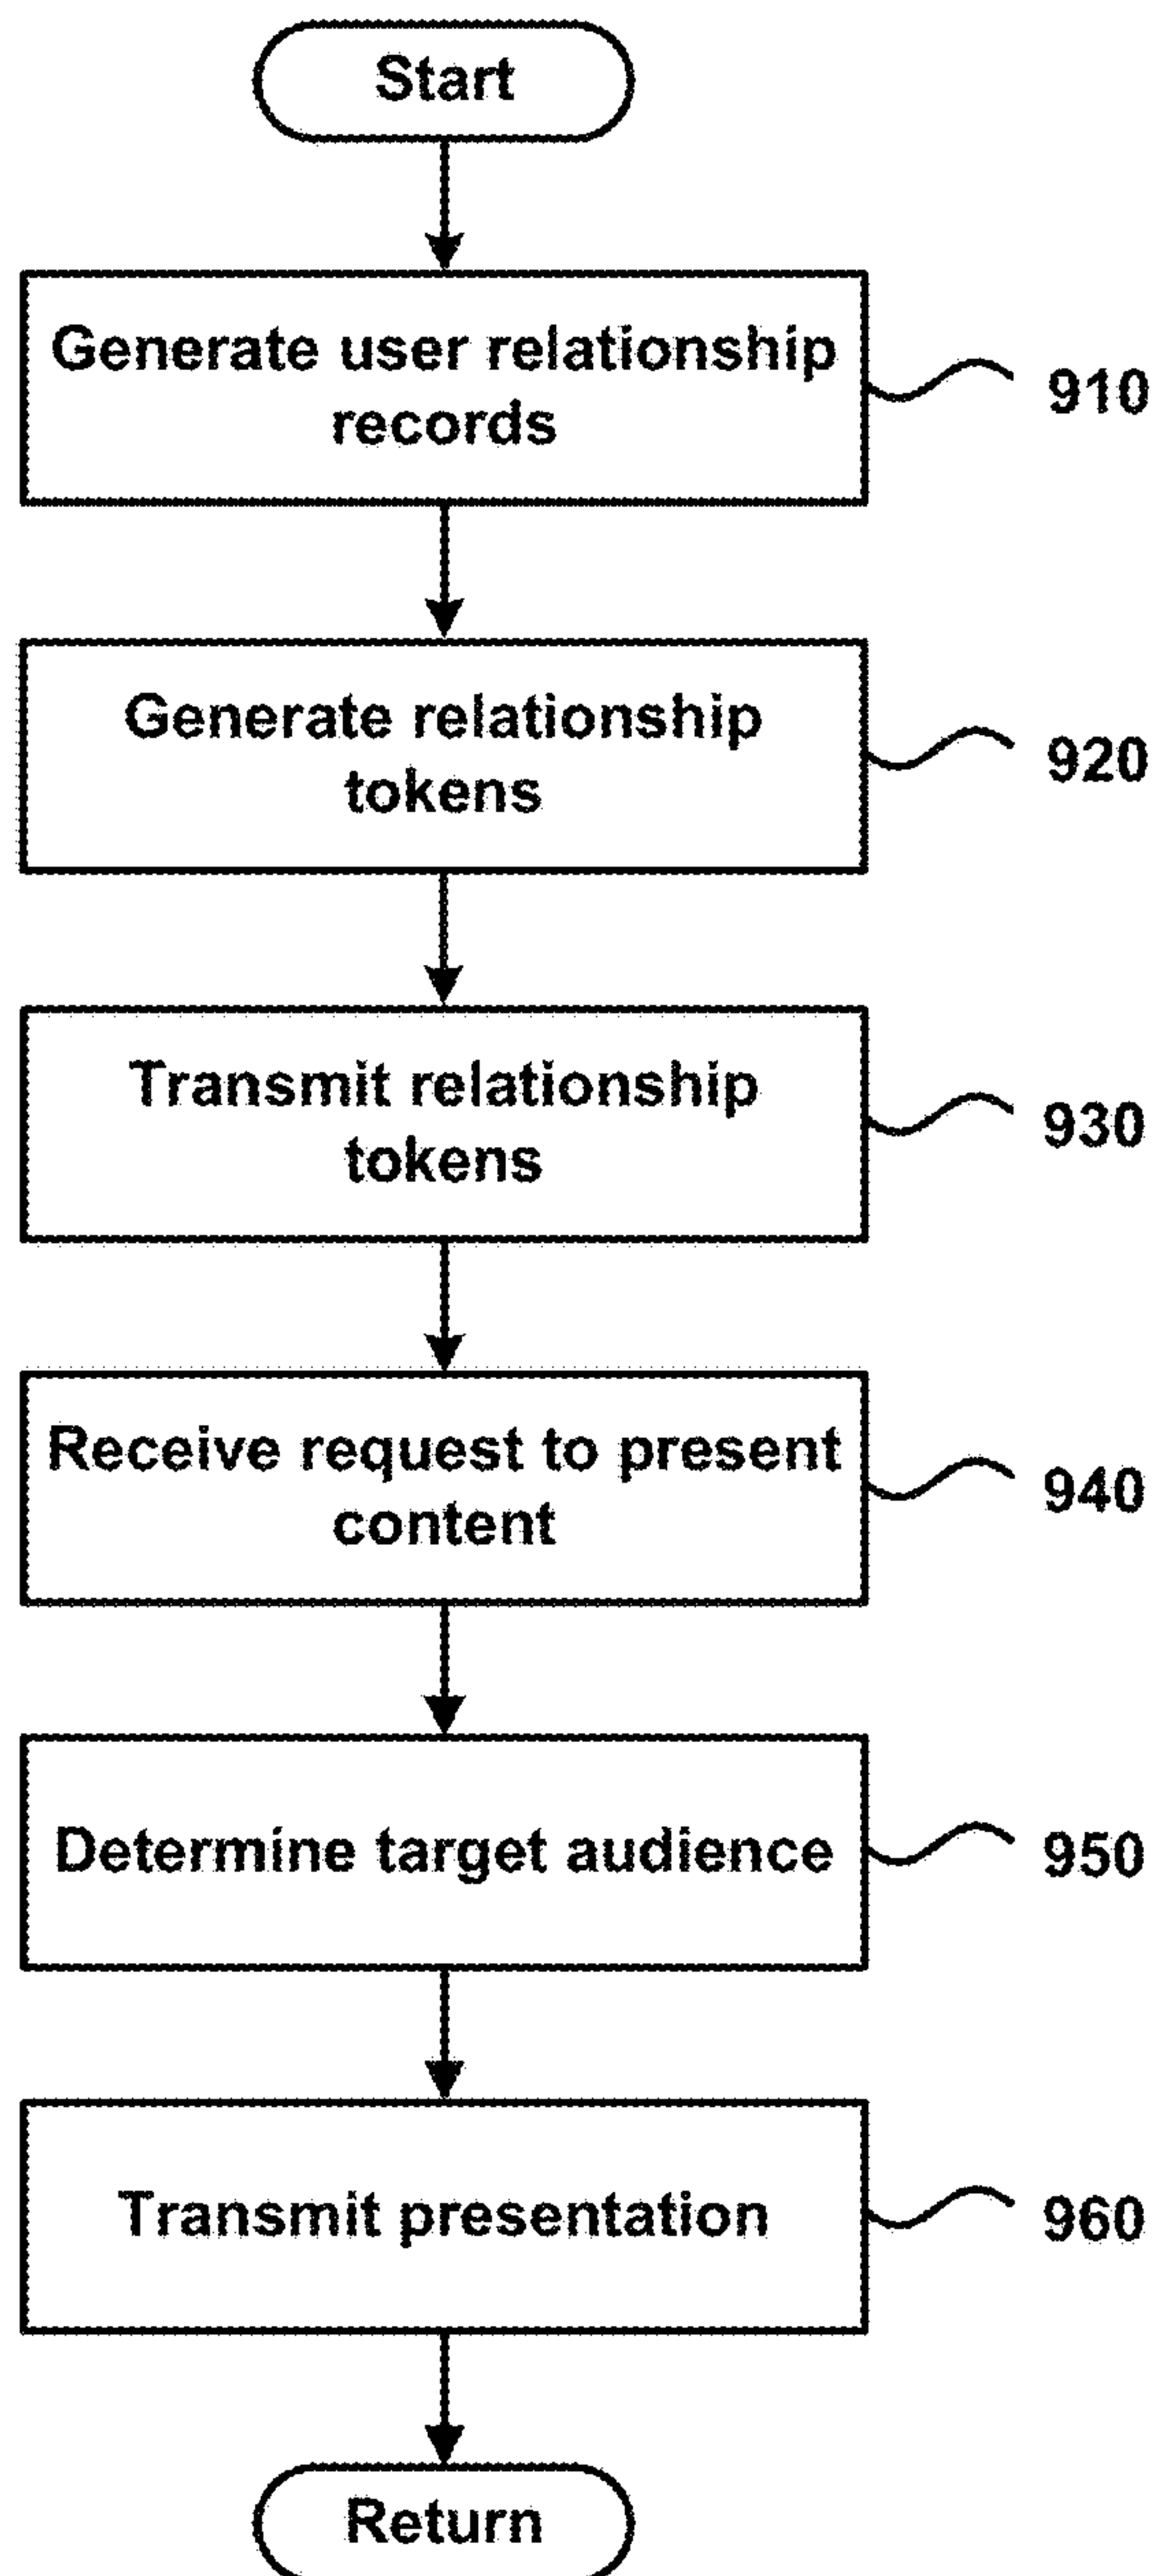 Start
Generate user relationship
records
910
Generate relationship
tokens
920
Transmit relationship
tokens
930
Receive request to present
content
940
Determine target audience
950
Transmit presentation
960
Return